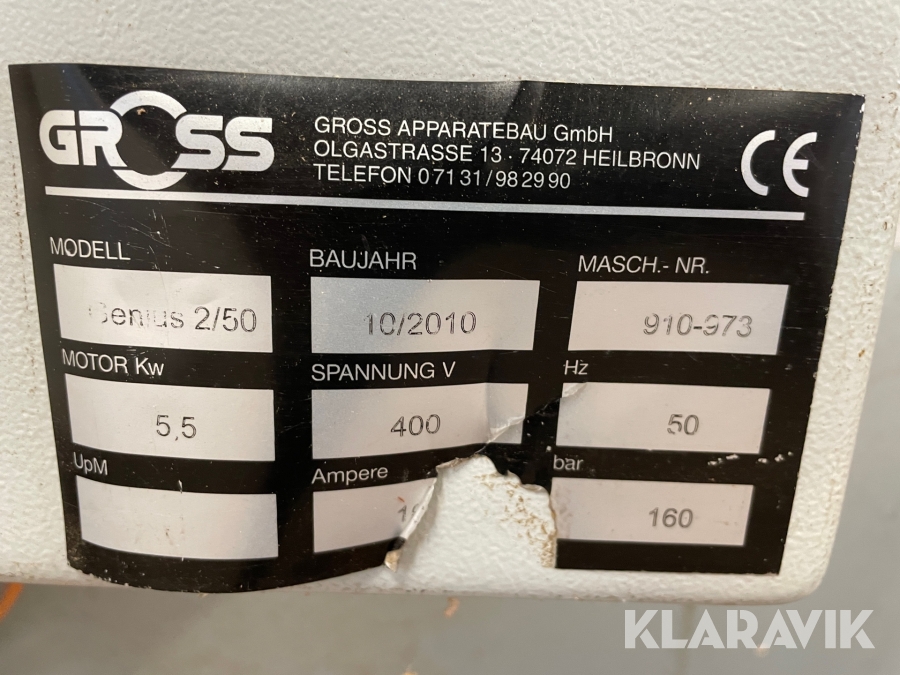 GROSS
GROSS APPARATEBAU GmbH
OLGASTRASSE 13 · 74072 HEILBRONN
TELEFON 0 71 31 / 98 29 90
CE
MODELL BAUJAHR MASCH.- NR.
Genius 2/50 10/2010 910-973
MOTOR Kw SPANNUNG V Hz
5,5 400 50
UpM Ampere bar
160
KLARAVIK